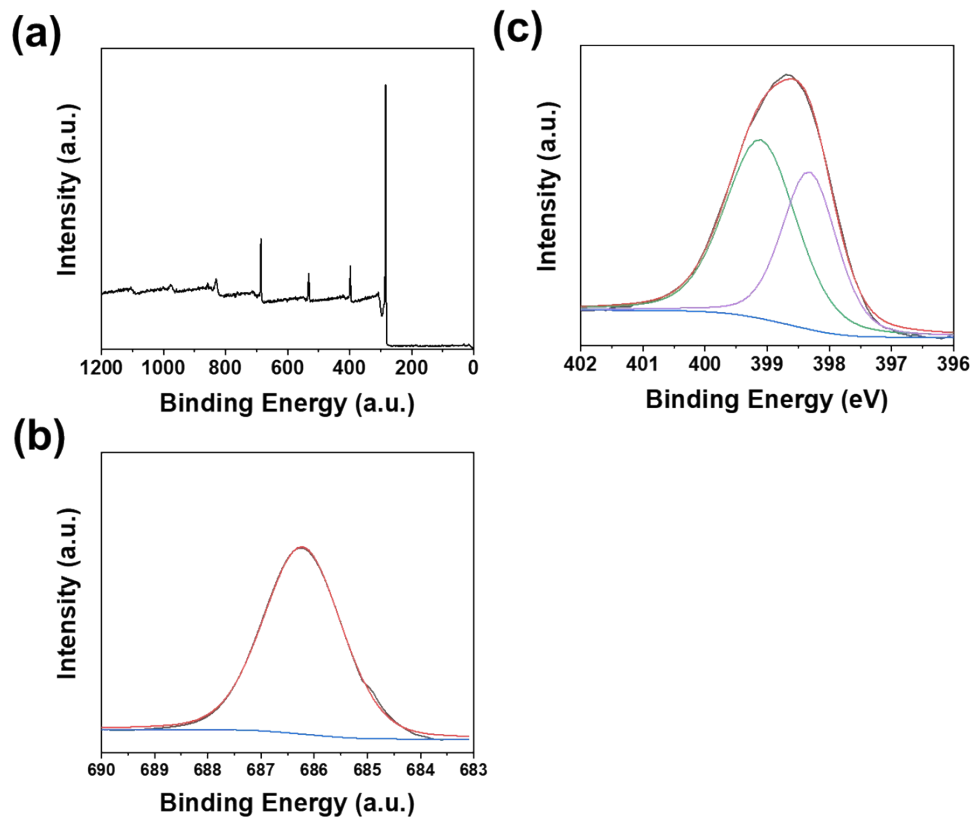 (a)
Intensity (a.u.)
1200 1000 800 600 400 200 0
Binding Energy (a.u.)
(c)
Intensity (a.u.)
402 401 400 399 398 397 396
Binding Energy (eV)
(b)
Intensity (a.u.)
690 689 688 687 686 685 684 683
Binding Energy (a.u.)